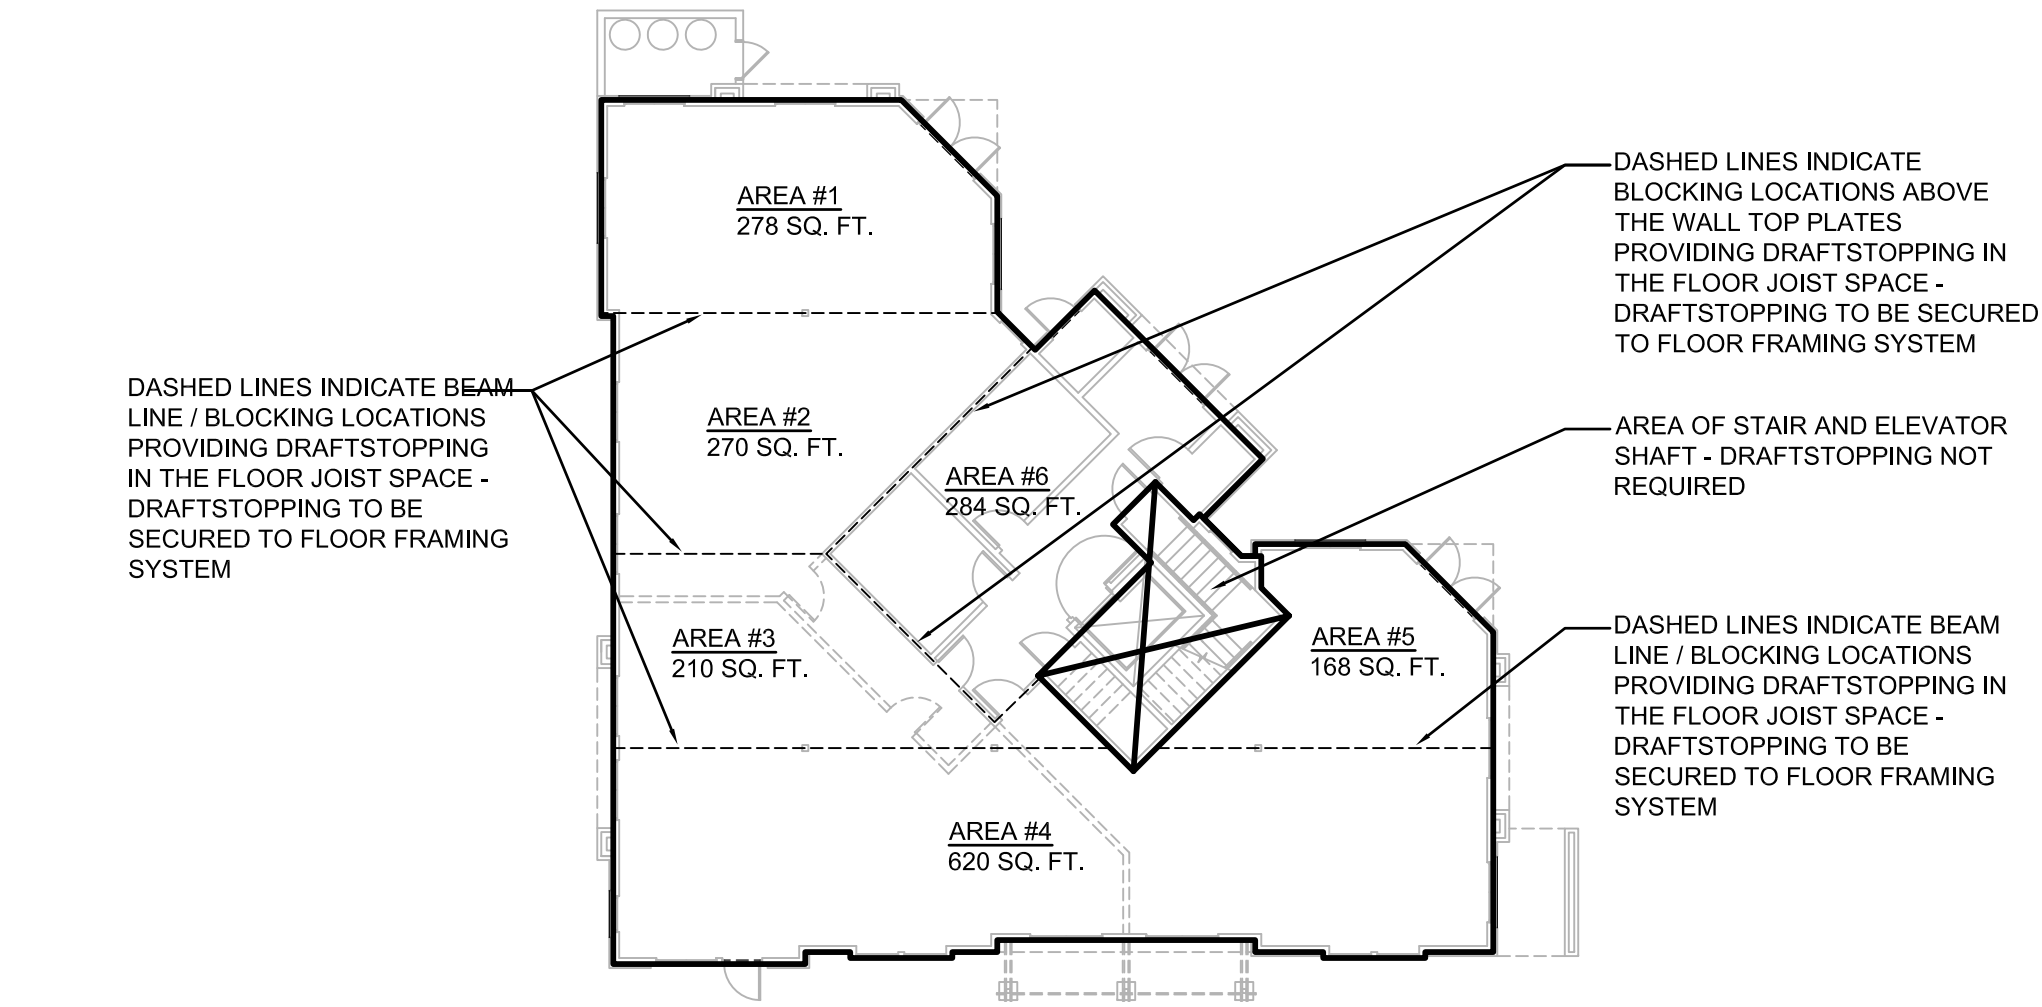 AREA #1
278 SQ. FT.
DASHED LINES INDICATE
BLOCKING LOCATIONS ABOVE
THE WALL TOP PLATES
PROVIDING DRAFTSTOPPING IN
THE FLOOR JOIST SPACE -
DRAFTSTOPPING TO BE SECURED
TO FLOOR FRAMING SYSTEM
DASHED LINES INDICATE BEAM
LINE / BLOCKING LOCATIONS
PROVIDING DRAFTSTOPPING
IN THE FLOOR JOIST SPACE -
DRAFTSTOPPING TO BE
SECURED TO FLOOR FRAMING
SYSTEM
AREA #2
270 SQ. FT.
AREA #6
284 SQ. FT.
AREA OF STAIR AND ELEVATOR
SHAFT - DRAFTSTOPPING NOT
REQUIRED
AREA #3
210 SQ. FT.
AREA #5
168 SQ. FT.
DASHED LINES INDICATE BEAM
LINE / BLOCKING LOCATIONS
PROVIDING DRAFTSTOPPING IN
THE FLOOR JOIST SPACE -
DRAFTSTOPPING TO BE
SECURED TO FLOOR FRAMING
SYSTEM
AREA #4
620 SQ. FT.